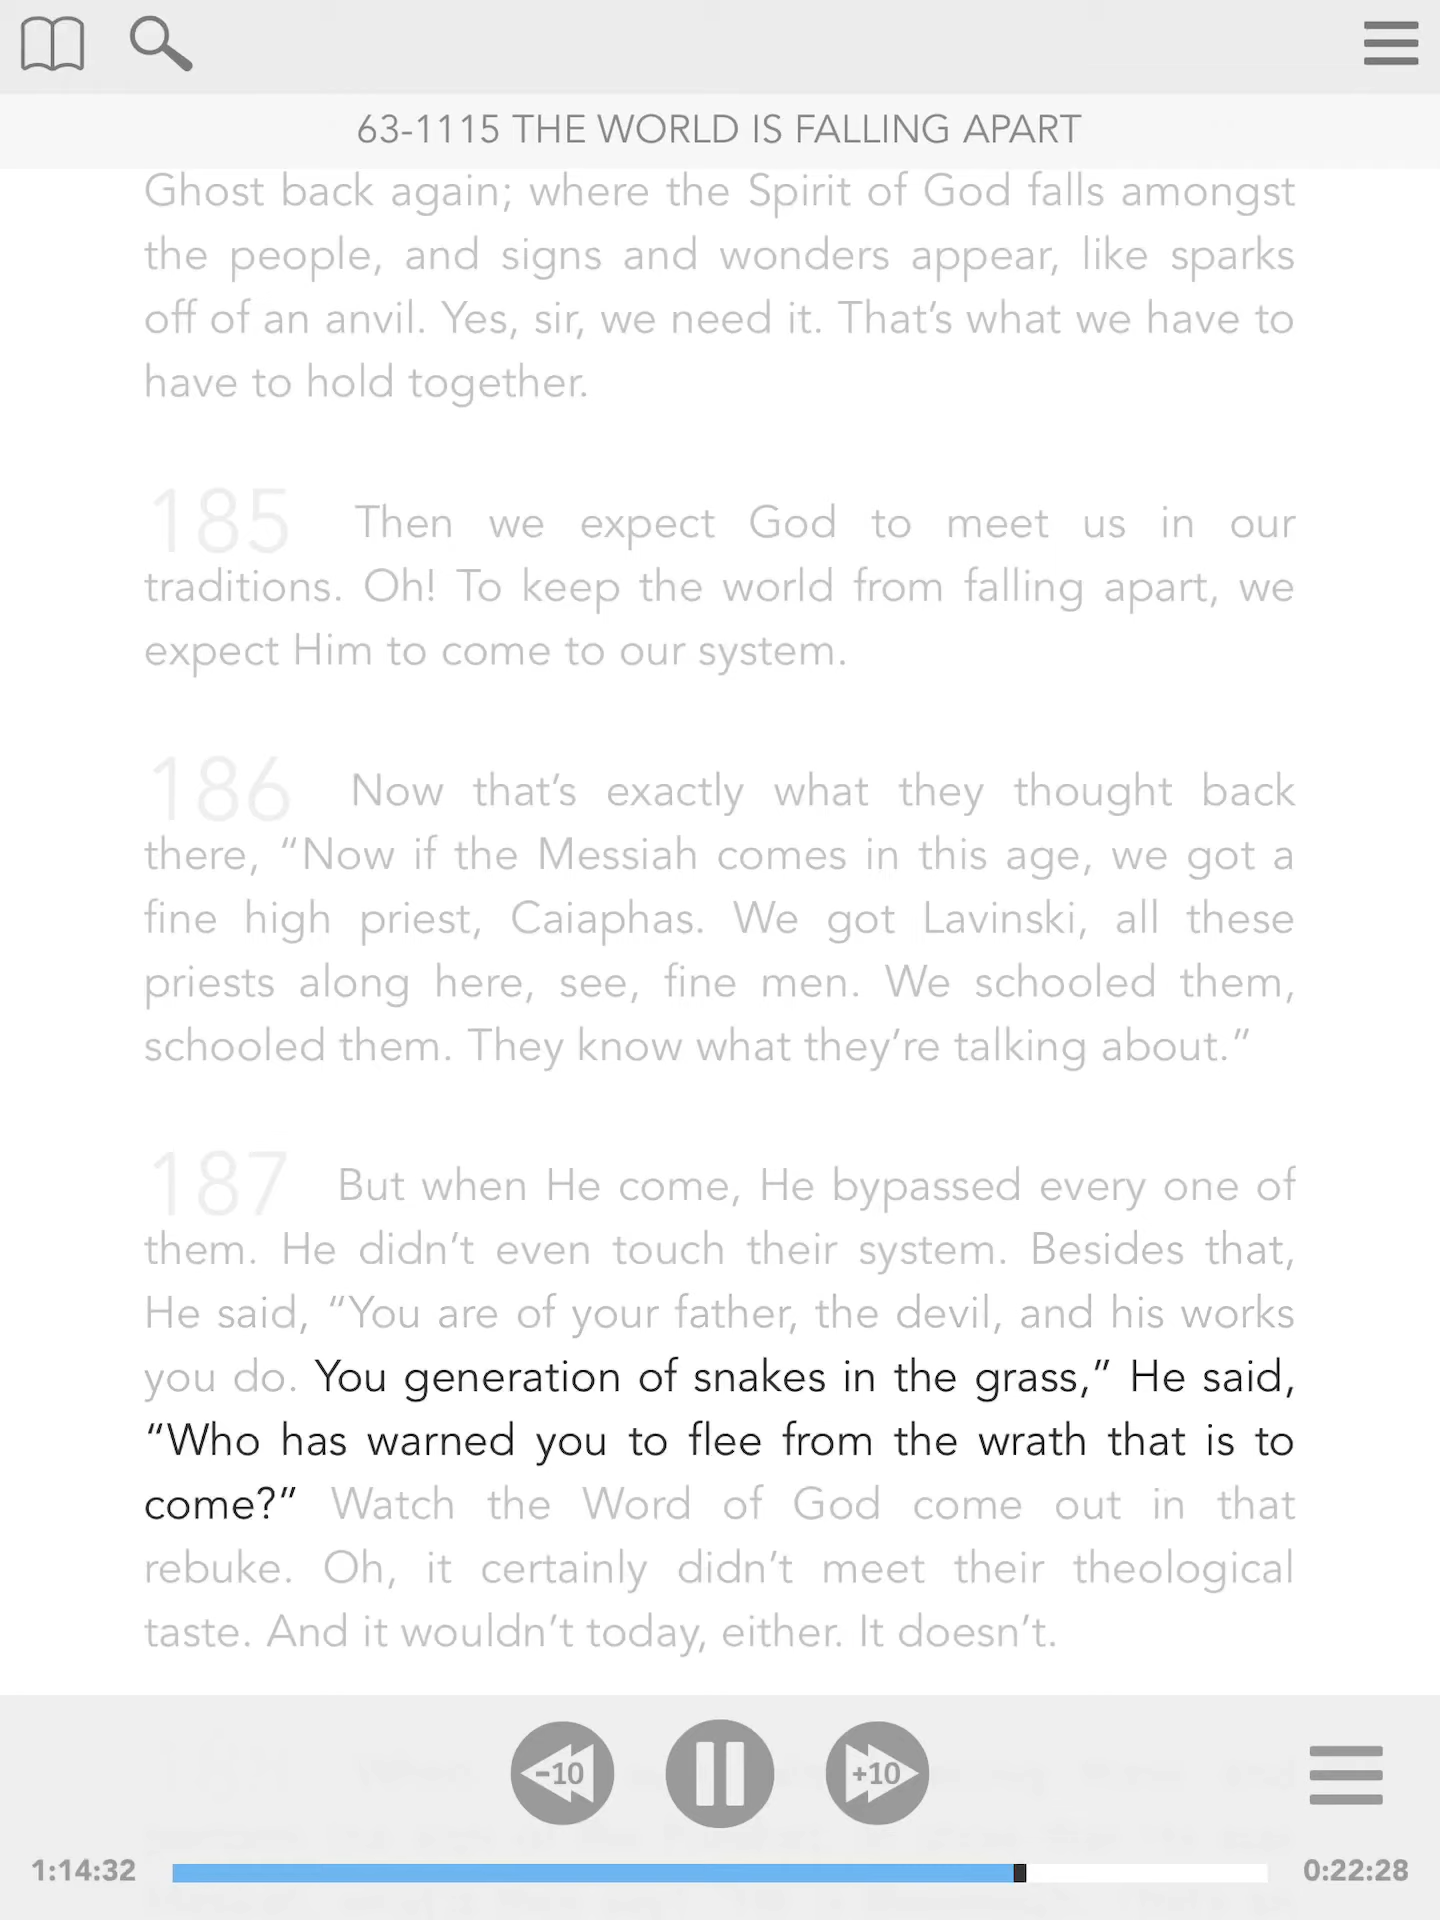 63-1115 THE WORLD IS FALLING APART
Ghost back again; where the Spirit of God falls amongst
the people, and signs and wonders appear, like sparks
off of an anvil. Yes, sir, we need it. That’s what we have to
have to hold together.
185 Then we expect God to meet us in our
traditions. Oh! To keep the world from falling apart, we
expect Him to come to our system.
186 Now that’s exactly what they thought back
there, “Now if the Messiah comes in this age, we got a
fine high priest, Caiaphas. We got Lavinski, all these
priests along here, see, fine men. We schooled them,
schooled them. They know what they’re talking about.”
187 But when He come, He bypassed every one of
them. He didn’t even touch their system. Besides that,
He said, “You are of your father, the devil, and his works
you do. You generation of snakes in the grass,” He said,
“Who has warned you to flee from the wrath that is to
come?” Watch the Word of God come out in that
rebuke. Oh, it certainly didn’t meet their theological
taste. And it wouldn’t today, either. It doesn’t.
-10 +10
1:14:32 0:22:28